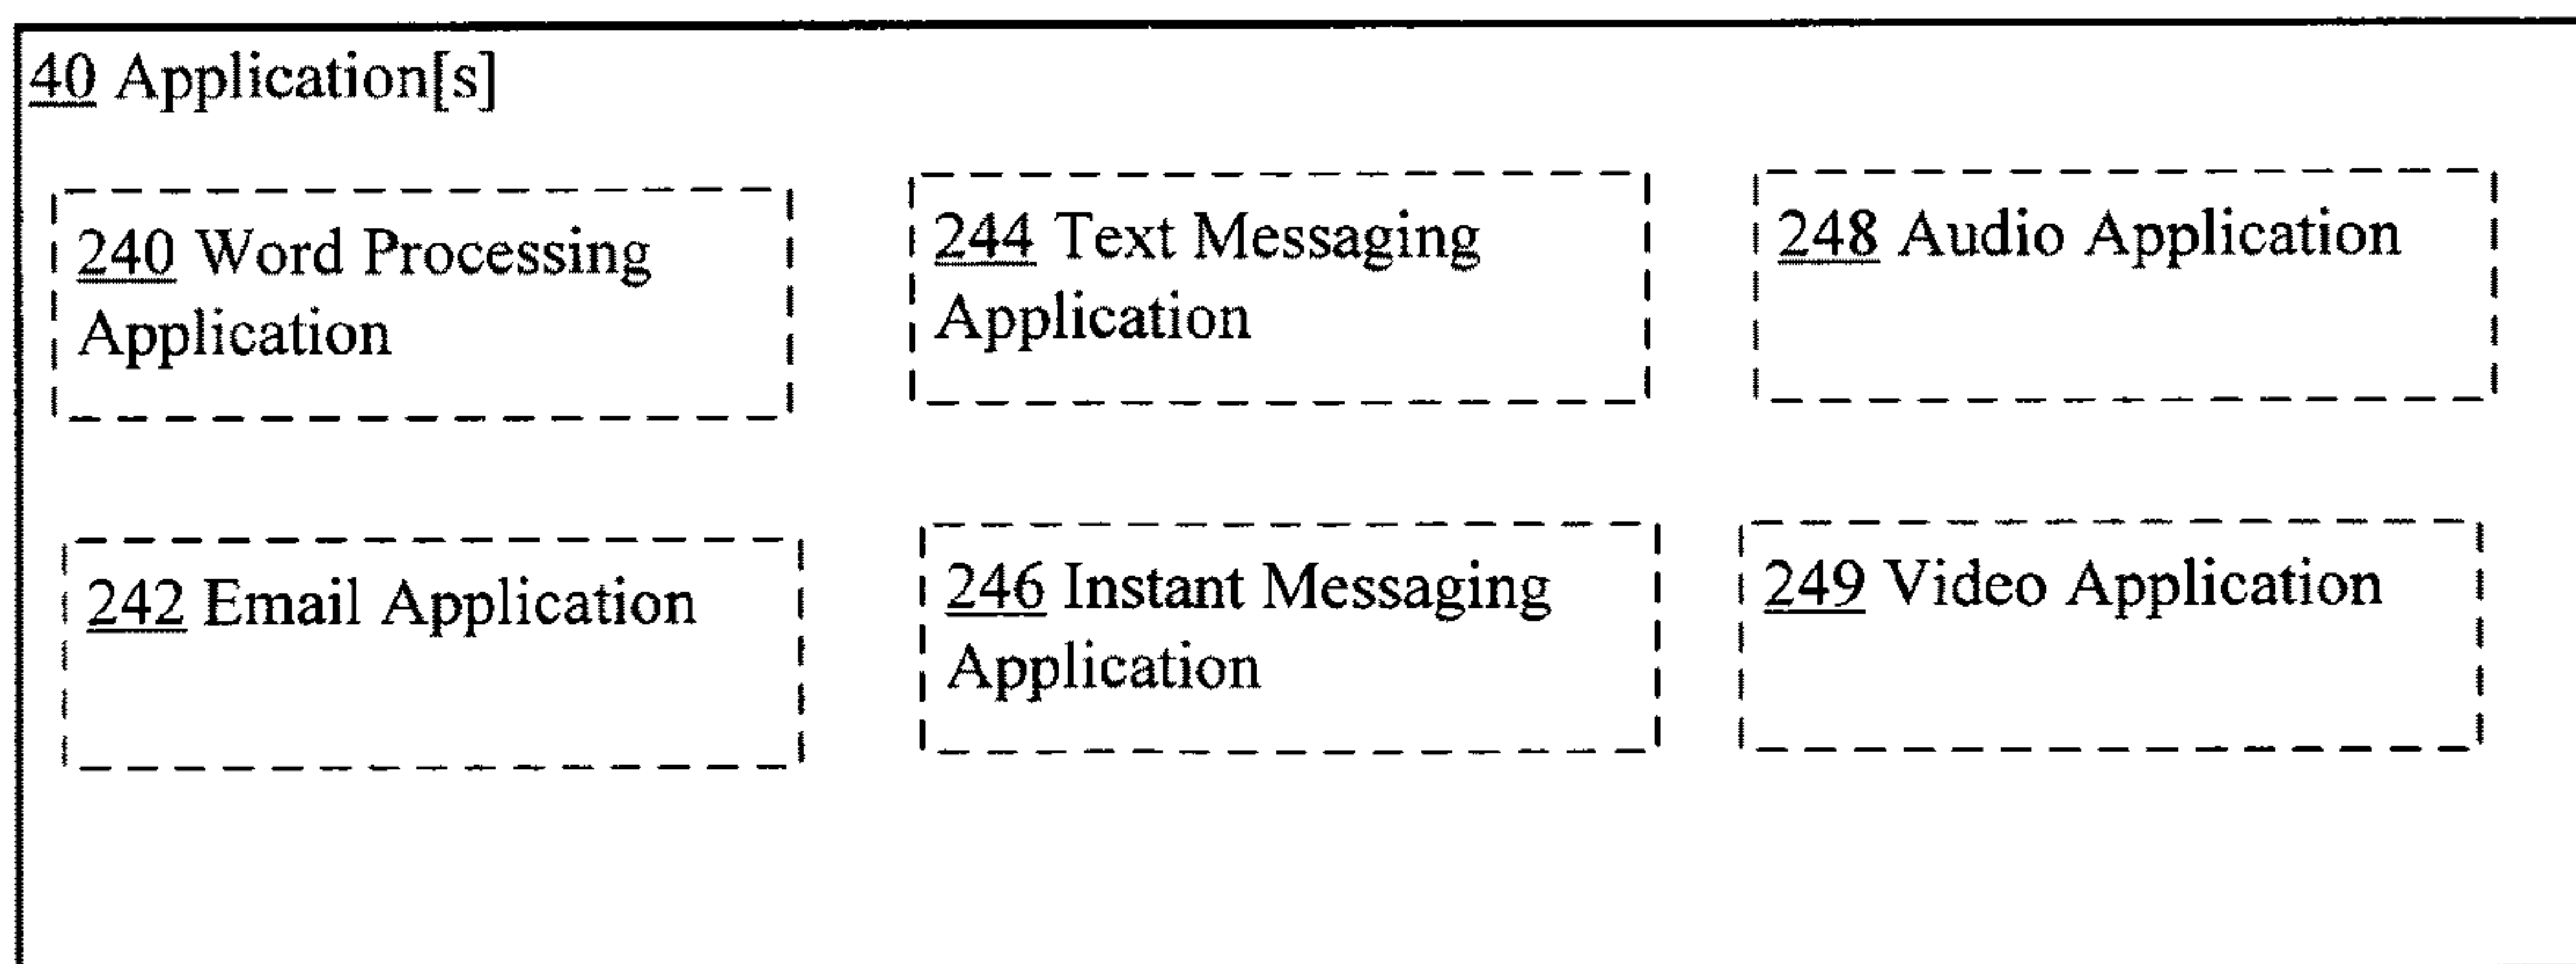 40 Application[s]
240 Word Processing
Application
244 Text Messaging
Application
248 Audio Application
242 Email Application
246 Instant Messaging
Application
249 Video Application